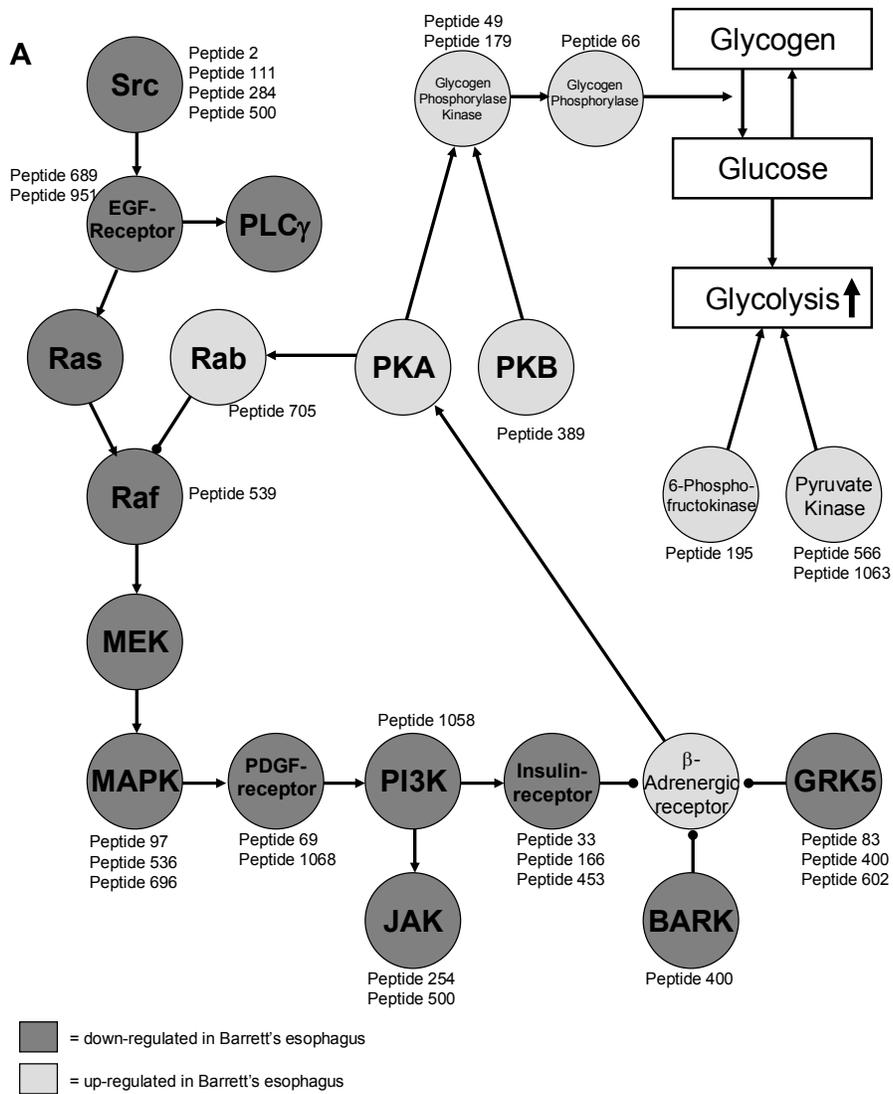 A
Src
Peptide 2
Peptide 111
Peptide 284
Peptide 500
Peptide 49
Peptide 179
Glycogen
Phosphorylase
Kinase
Peptide 66
Glycogen
Phosphorylase
Glycogen
Glucose
Glycolysis
Peptide 689
Peptide 951
EGF-
Receptor
PLCγ
Ras
Rab
Peptide 705
PKA
PKB
Peptide 389
Raf
Peptide 539
6-Phospho-
fructokinase
Peptide 195
Pyruvate
Kinase
Peptide 566
Peptide 1063
MEK
MAPK
Peptide 97
Peptide 536
Peptide 696
PDGF-
receptor
Peptide 69
Peptide 1068
Peptide 1058
PI3K
Insulin-
receptor
Peptide 33
Peptide 166
Peptide 453
β-
Adrenergic
receptor
GRK5
Peptide 83
Peptide 400
Peptide 602
JAK
Peptide 254
Peptide 500
BARK
Peptide 400
= down-regulated in Barrett's esophagus
= up-regulated in Barrett's esophagus